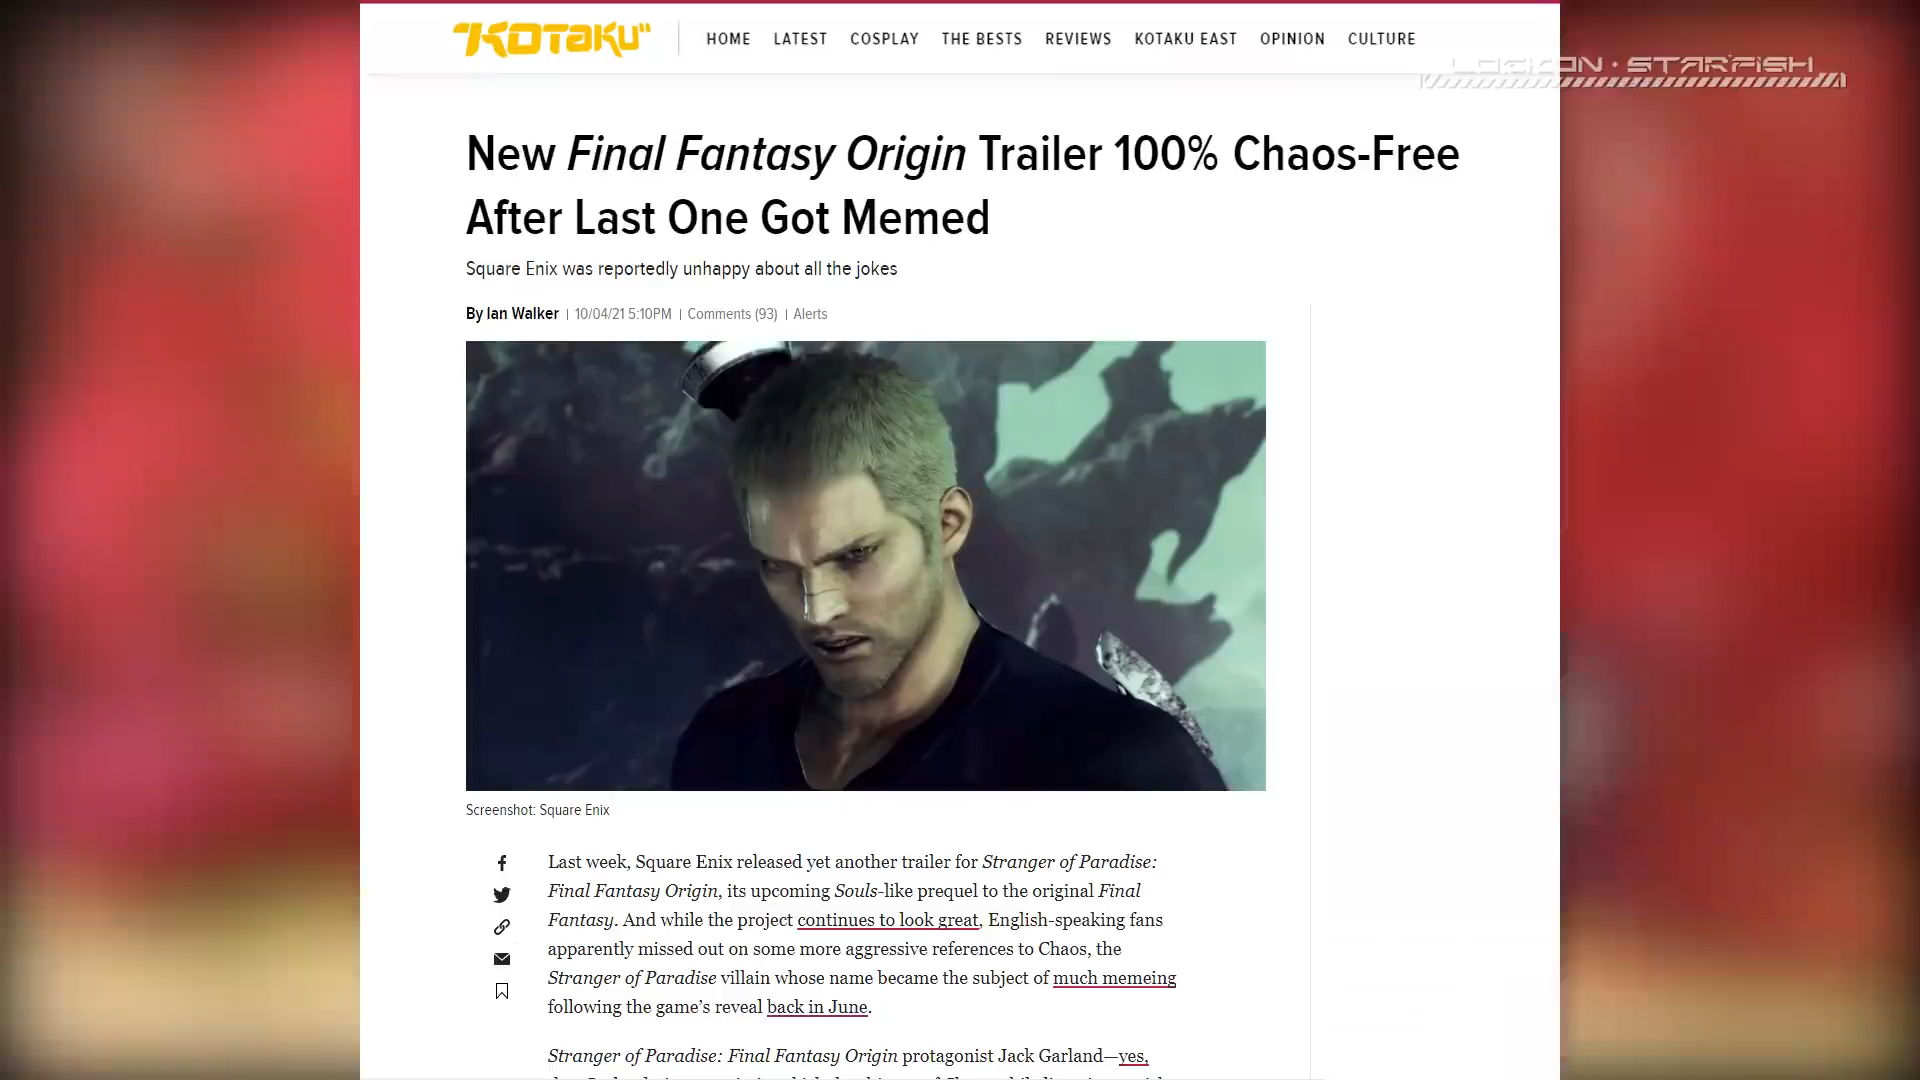 KOTAKU
HOME LATEST COSPLAY THE BESTS REVIEWS KOTAKU EAST OPINION CULTURE
LOCKON · STARFISH
New Final Fantasy Origin Trailer 100% Chaos-Free
After Last One Got Memed
Square Enix was reportedly unhappy about all the jokes
By Ian Walker | 10/04/21 5:10PM | Comments (93) | Alerts
Screenshot: Square Enix
Last week, Square Enix released yet another trailer for Stranger of Paradise:
Final Fantasy Origin, its upcoming Souls-like prequel to the original Final
Fantasy. And while the project continues to look great, English-speaking fans
apparently missed out on some more aggressive references to Chaos, the
Stranger of Paradise villain whose name became the subject of much memeing
following the game's reveal back in June.
Stranger of Paradise: Final Fantasy Origin protagonist Jack Garland—yes,